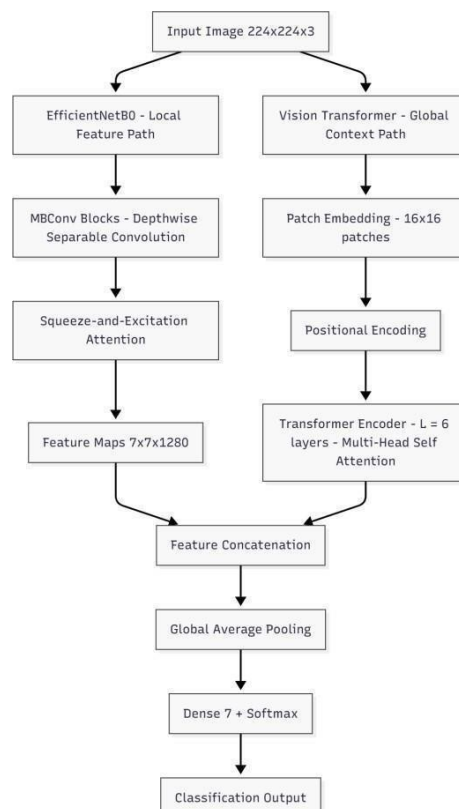 Input Image 224x224x3
EfficientNetB0 - Local
Feature Path
Vision Transformer - Global
Context Path
MBConv Blocks - Depthwise
Separable Convolution
Patch Embedding - 16x16
patches
Squeeze-and-Excitation
Attention
Positional Encoding
Feature Maps 7x7x1280
Transformer Encoder - L = 6
layers - Multi-Head Self
Attention
Feature Concatenation
Global Average Pooling
Dense 7 + Softmax
Classification Output